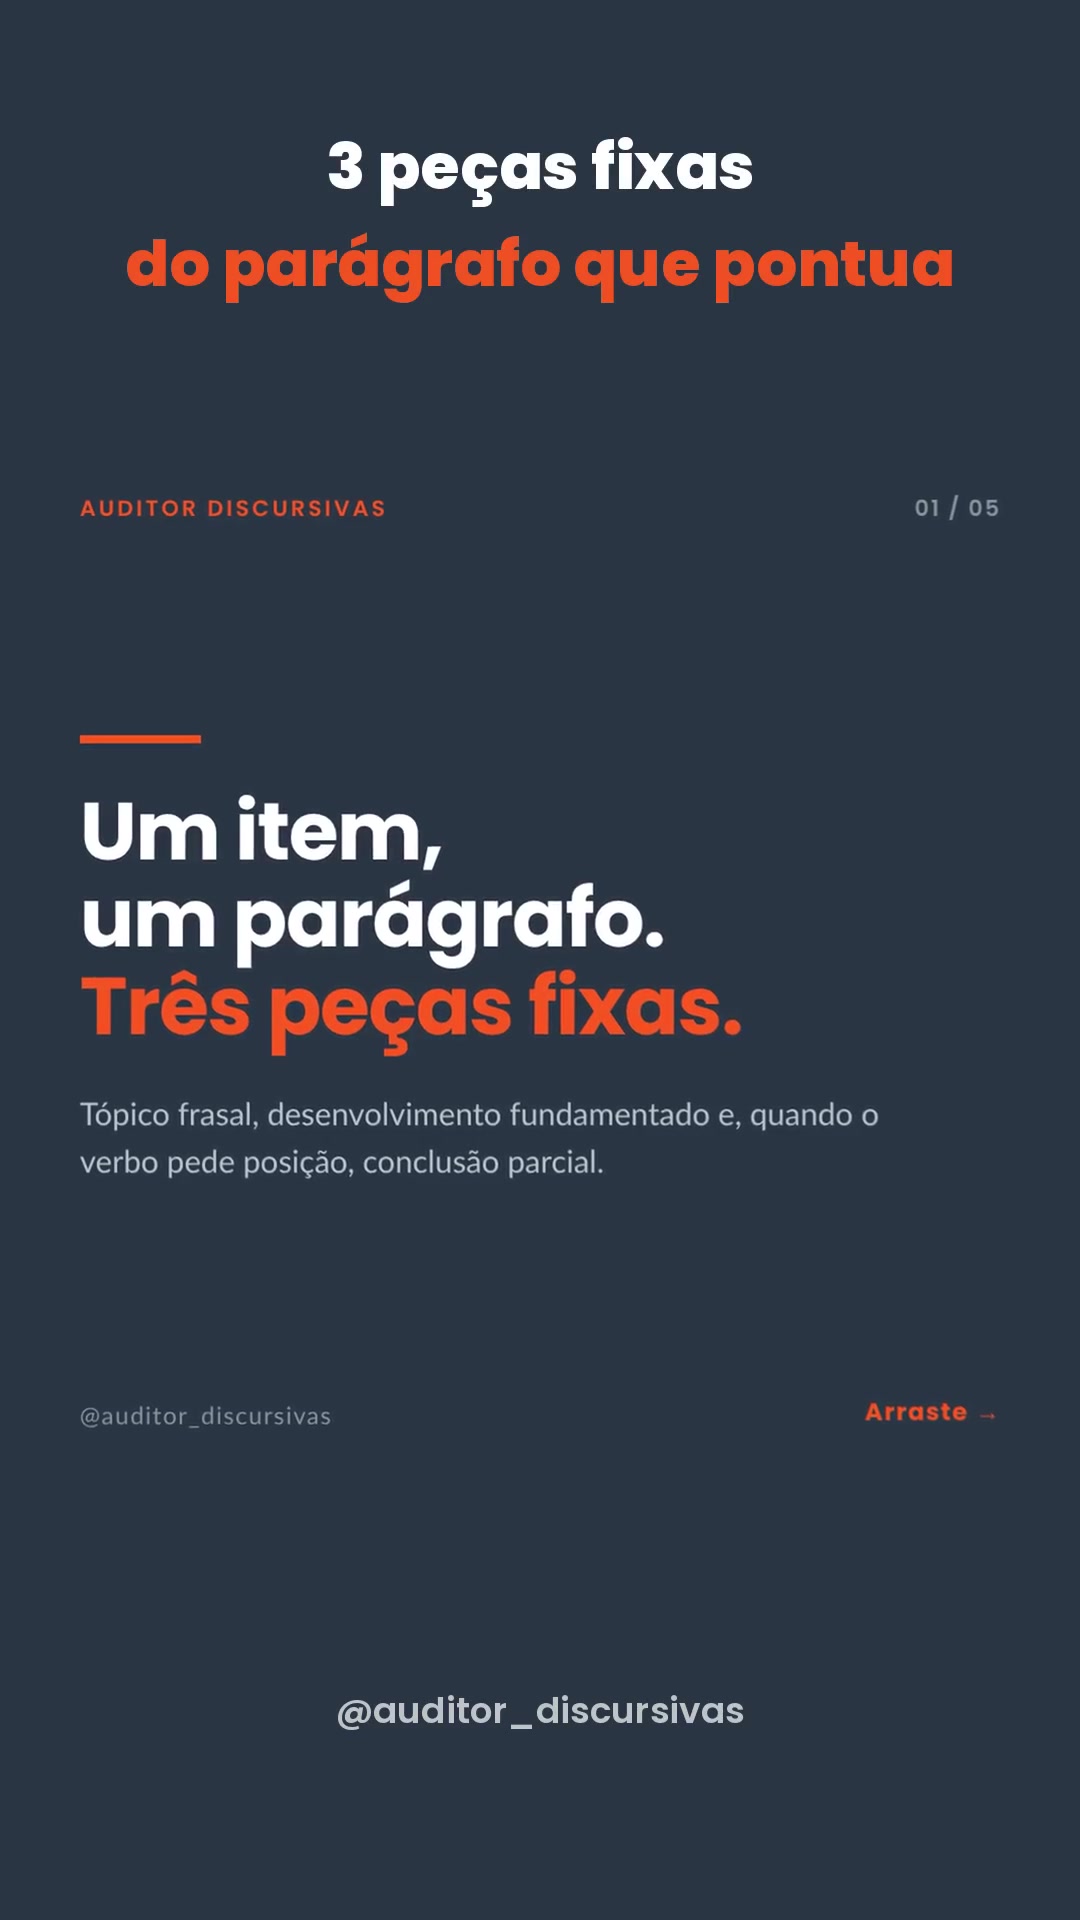 3 peças fixas
do parágrafo que pontua
AUDITOR DISCURSIVAS
01 / 05
Um item,
um parágrafo.
Três peças fixas.
Tópico frasal, desenvolvimento fundamentado e, quando o
verbo pede posição, conclusão parcial.
@auditor_discursivas
Arraste →
@auditor_discursivas